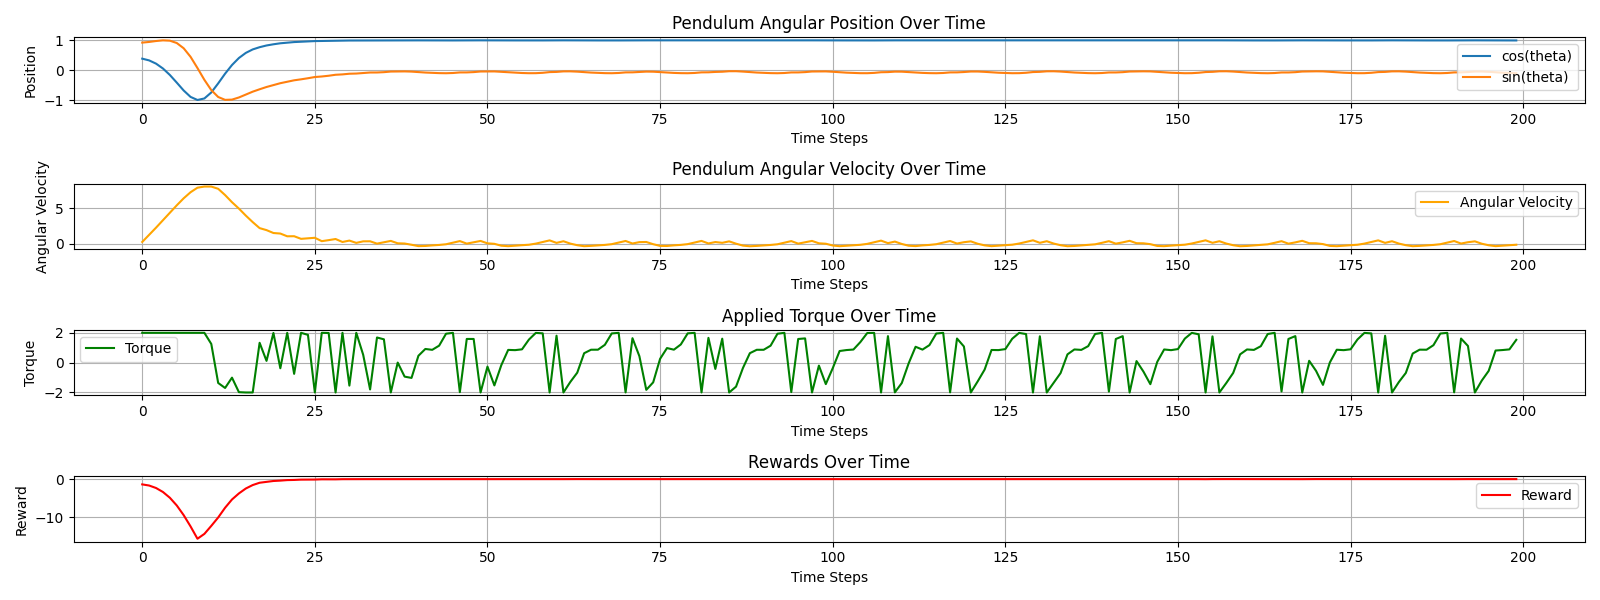 Pendulum Angular Position Over Time
Position
1
0
−1
cos(theta)
sin(theta)
0 25 50 75 100 125 150 175 200
Time Steps
Pendulum Angular Velocity Over Time
Angular Velocity
5
0
Angular Velocity
0 25 50 75 100 125 150 175 200
Time Steps
Applied Torque Over Time
Torque
2
0
−2
Torque
0 25 50 75 100 125 150 175 200
Time Steps
Rewards Over Time
Reward
0
−10
Reward
0 25 50 75 100 125 150 175 200
Time Steps